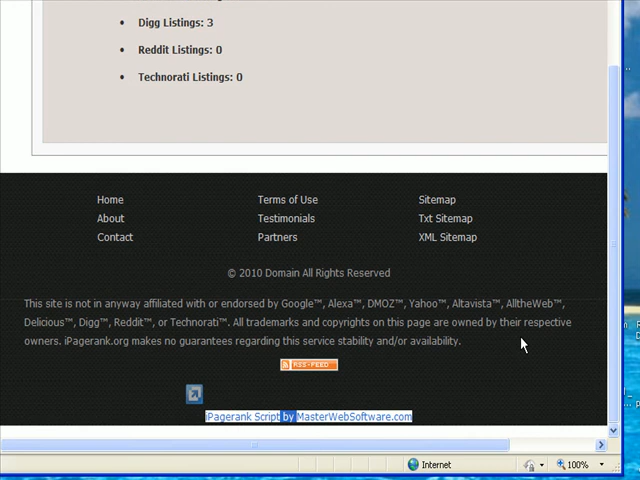 Digg Listings: 3
Reddit Listings: 0
Technorati Listings: 0
Home Terms of Use Sitemap
About Testimonials Txt Sitemap
Contact Partners XML Sitemap
© 2010 Domain All Rights Reserved
This site is not in anyway affiliated with or endorsed by Google™, Alexa™, DMOZ™, Yahoo™, Altavista™, AlltheWeb™,
Delicious™, Digg™, Reddit™, or Technorati™. All trademarks and copyrights on this page are owned by their respective
owners. iPagerank.org makes no guarantees regarding this service stability and/or availability.
RSS-FEED
iPagerank Script by MasterWebSoftware.com
Internet 100%